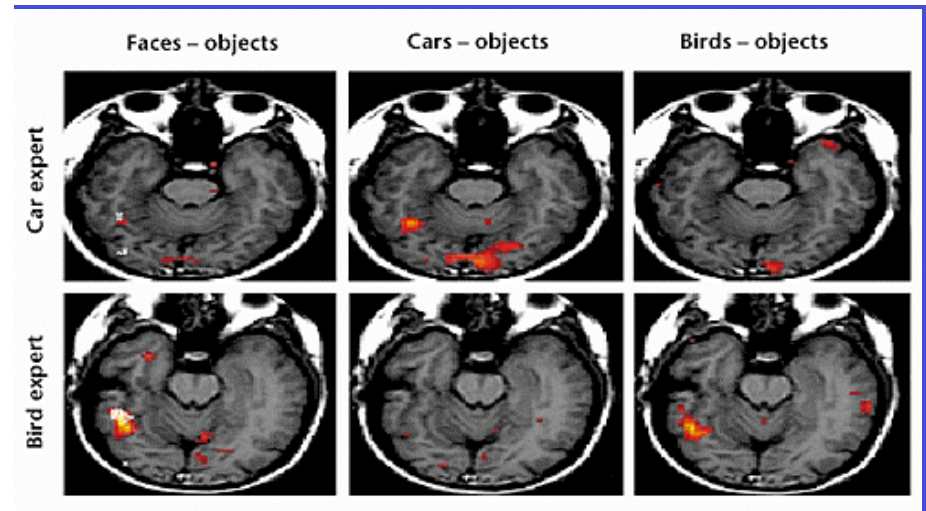 Faces – objects
Cars – objects
Birds – objects
Car expert
Bird expert